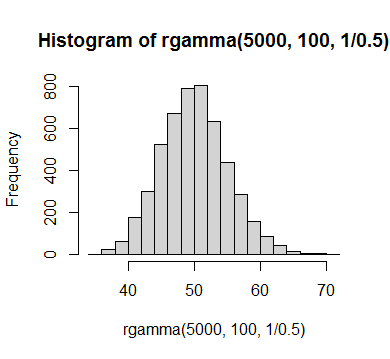 Histogram of rgamma(5000, 100, 1/0.5)
Frequency
800
600
400
200
0
40 50 60 70
rgamma(5000, 100, 1/0.5)